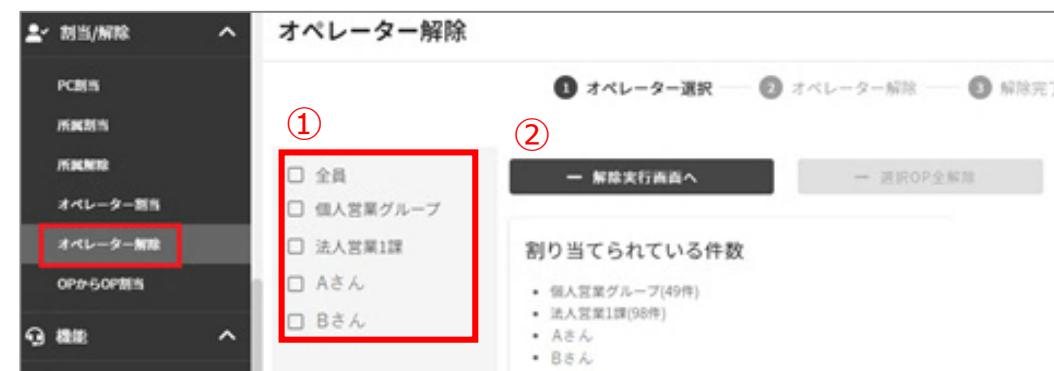 割当/解除
PC割当
所属割当
所属解除
オペレーター割当
オペレーター解除
OPからOP割当
機能
オペレーター解除
1 オペレーター選択 2 オペレーター解除 3 解除完了
①
全員
個人営業グループ
法人営業1課
Aさん
Bさん
②
ー 解除実行画面へ
ー 選択OP全解除
割り当てられている件数
• 個人営業グループ(49件)
• 法人営業1課(98件)
• Aさん
• Bさん